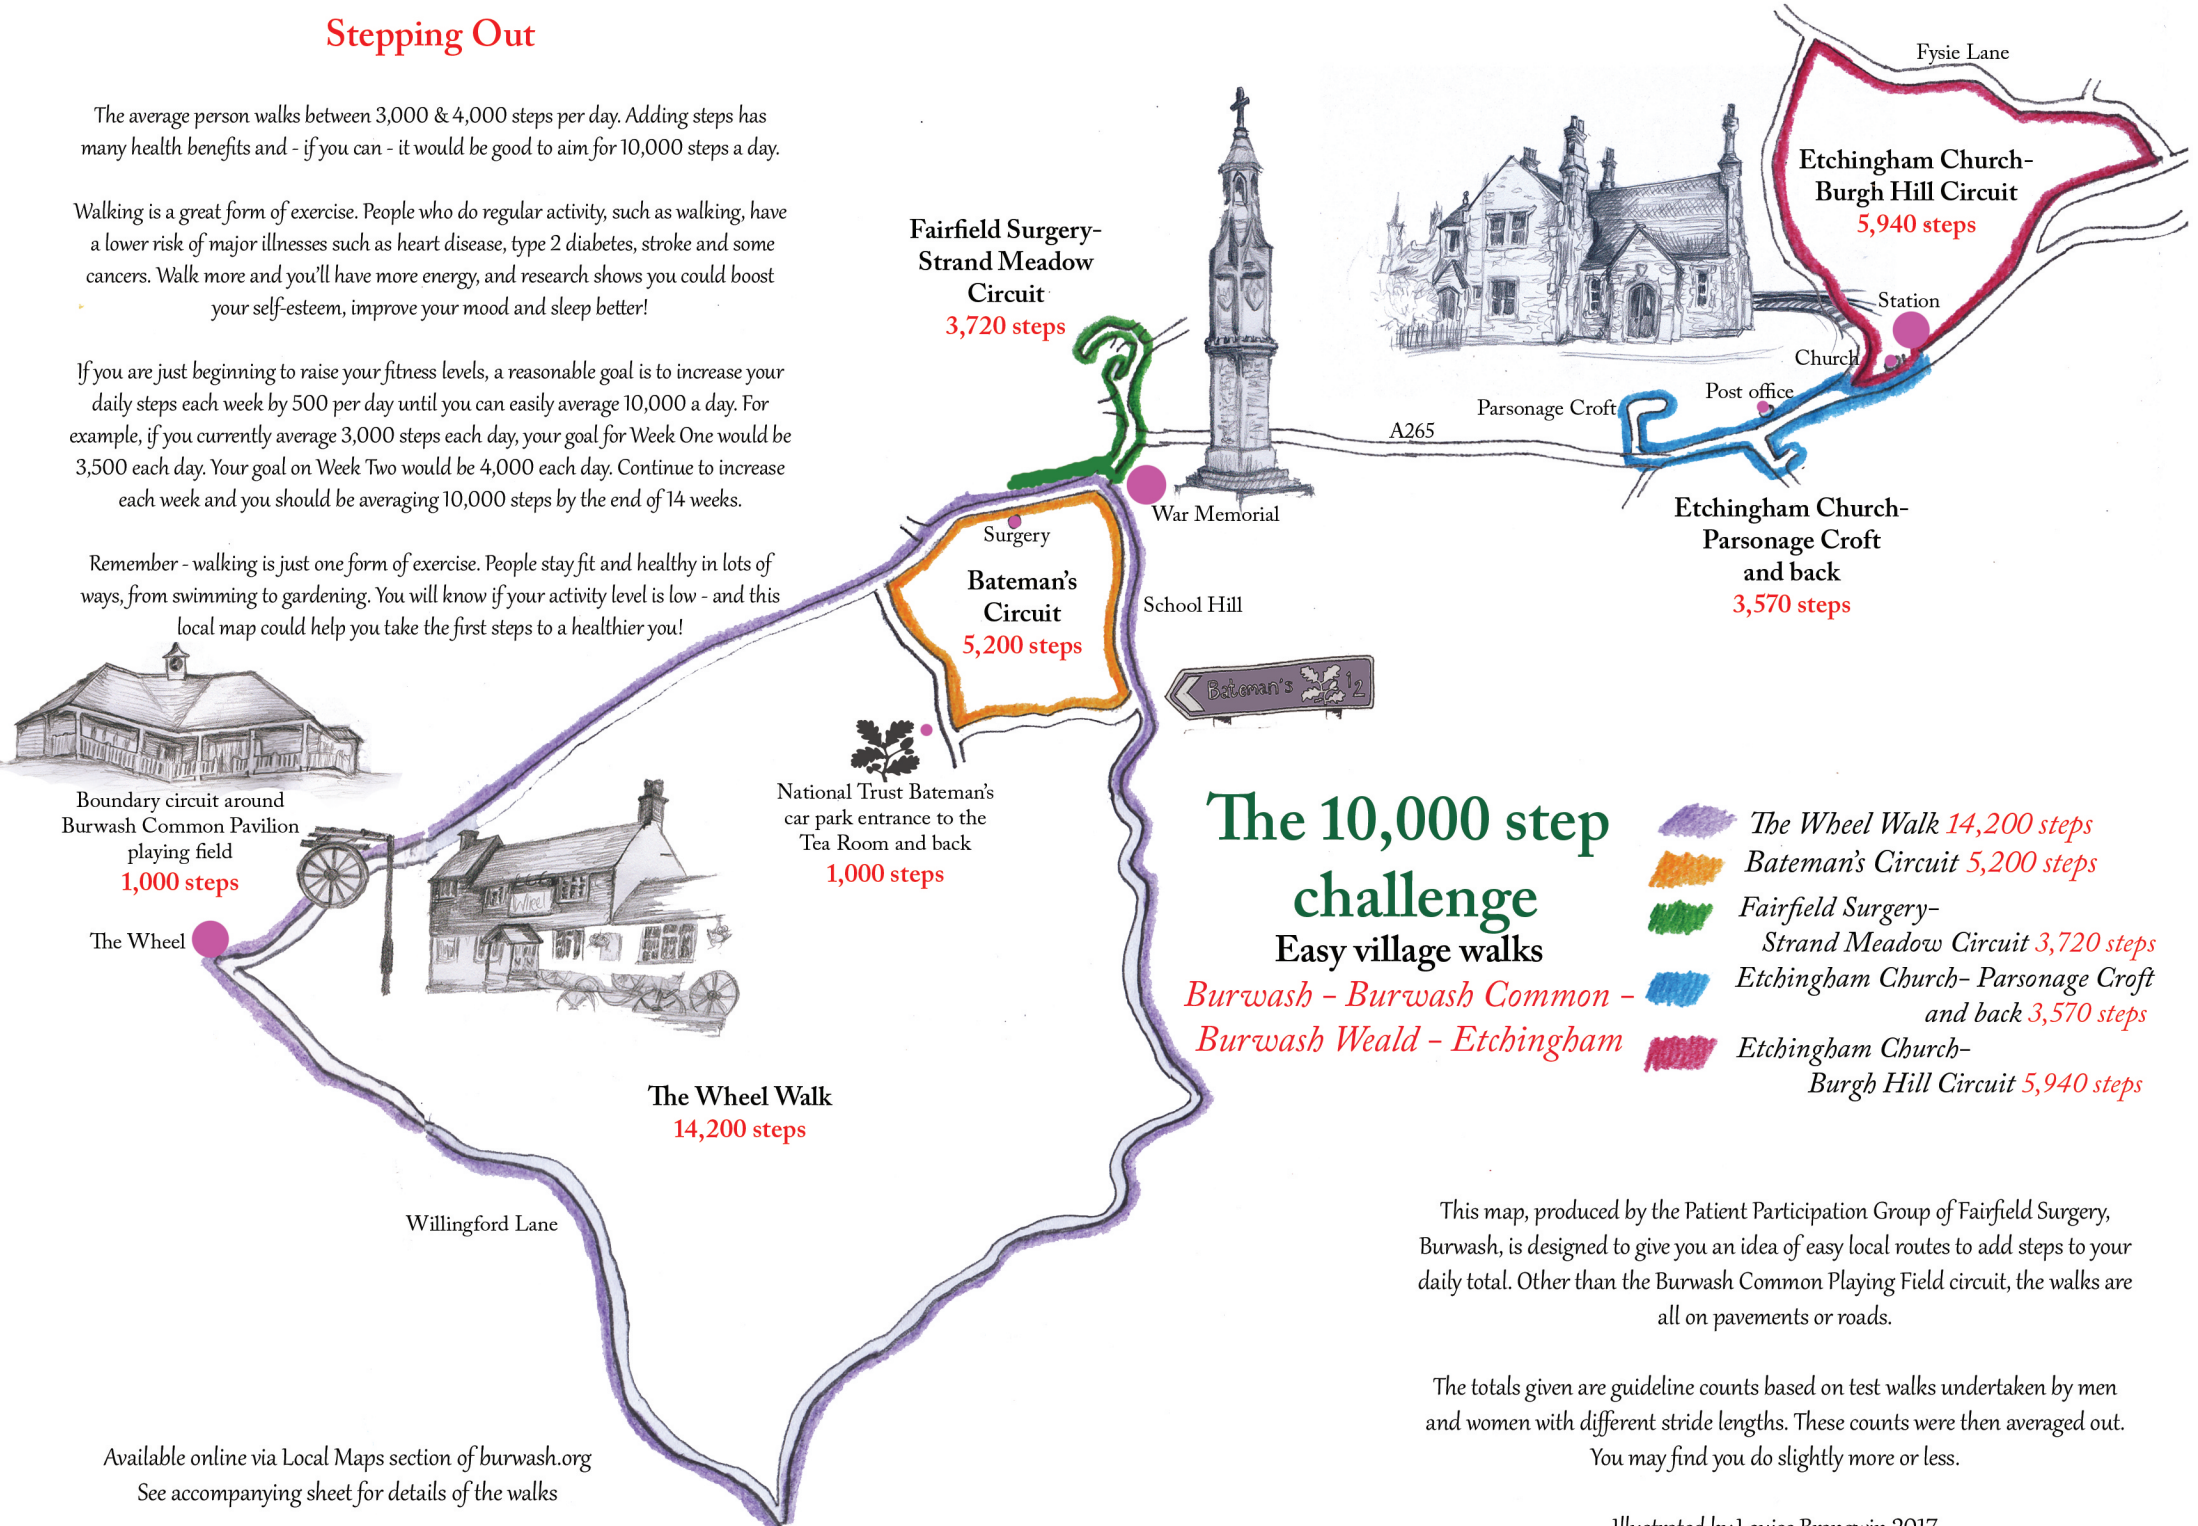 Stepping Out
The average person walks between 3,000 & 4,000 steps per day. Adding steps has
many health benefits and - if you can - it would be good to aim for 10,000 steps a day.
Walking is a great form of exercise. People who do regular activity, such as walking, have
a lower risk of major illnesses such as heart disease, type 2 diabetes, stroke and some
cancers. Walk more and you'll have more energy, and research shows you could boost
your self-esteem, improve your mood and sleep better!
If you are just beginning to raise your fitness levels, a reasonable goal is to increase your
daily steps each week by 500 per day until you can easily average 10,000 a day. For
example, if you currently average 3,000 steps each day, your goal for Week One would be
3,500 each day. Your goal on Week Two would be 4,000 each day. Continue to increase
each week and you should be averaging 10,000 steps by the end of 14 weeks.
Remember - walking is just one form of exercise. People stay fit and healthy in lots of
ways, from swimming to gardening. You will know if your activity level is low - and this
local map could help you take the first steps to a healthier you!
Fairfield Surgery-
Strand Meadow
Circuit
3,720 steps
Fysie Lane
Etchingham Church-
Burgh Hill Circuit
5,940 steps
Station
Church
Post office
Parsonage Croft
A265
Etchingham Church-
Parsonage Croft
and back
3,570 steps
War Memorial
Surgery
Bateman's
Circuit
5,200 steps
School Hill
Bateman's 12
National Trust Bateman's
car park entrance to the
Tea Room and back
1,000 steps
Boundary circuit around
Burwash Common Pavilion
playing field
1,000 steps
The Wheel
Wheel
The Wheel Walk
14,200 steps
Willingford Lane
The 10,000 step
challenge
Easy village walks
Burwash - Burwash Common -
Burwash Weald - Etchingham
The Wheel Walk 14,200 steps
Bateman's Circuit 5,200 steps
Fairfield Surgery-
Strand Meadow Circuit 3,720 steps
Etchingham Church- Parsonage Croft
and back 3,570 steps
Etchingham Church-
Burgh Hill Circuit 5,940 steps
This map, produced by the Patient Participation Group of Fairfield Surgery,
Burwash, is designed to give you an idea of easy local routes to add steps to your
daily total. Other than the Burwash Common Playing Field circuit, the walks are
all on pavements or roads.
The totals given are guideline counts based on test walks undertaken by men
and women with different stride lengths. These counts were then averaged out.
You may find you do slightly more or less.
Available online via Local Maps section of burwash.org
See accompanying sheet for details of the walks
Illustrated by Louise 2017